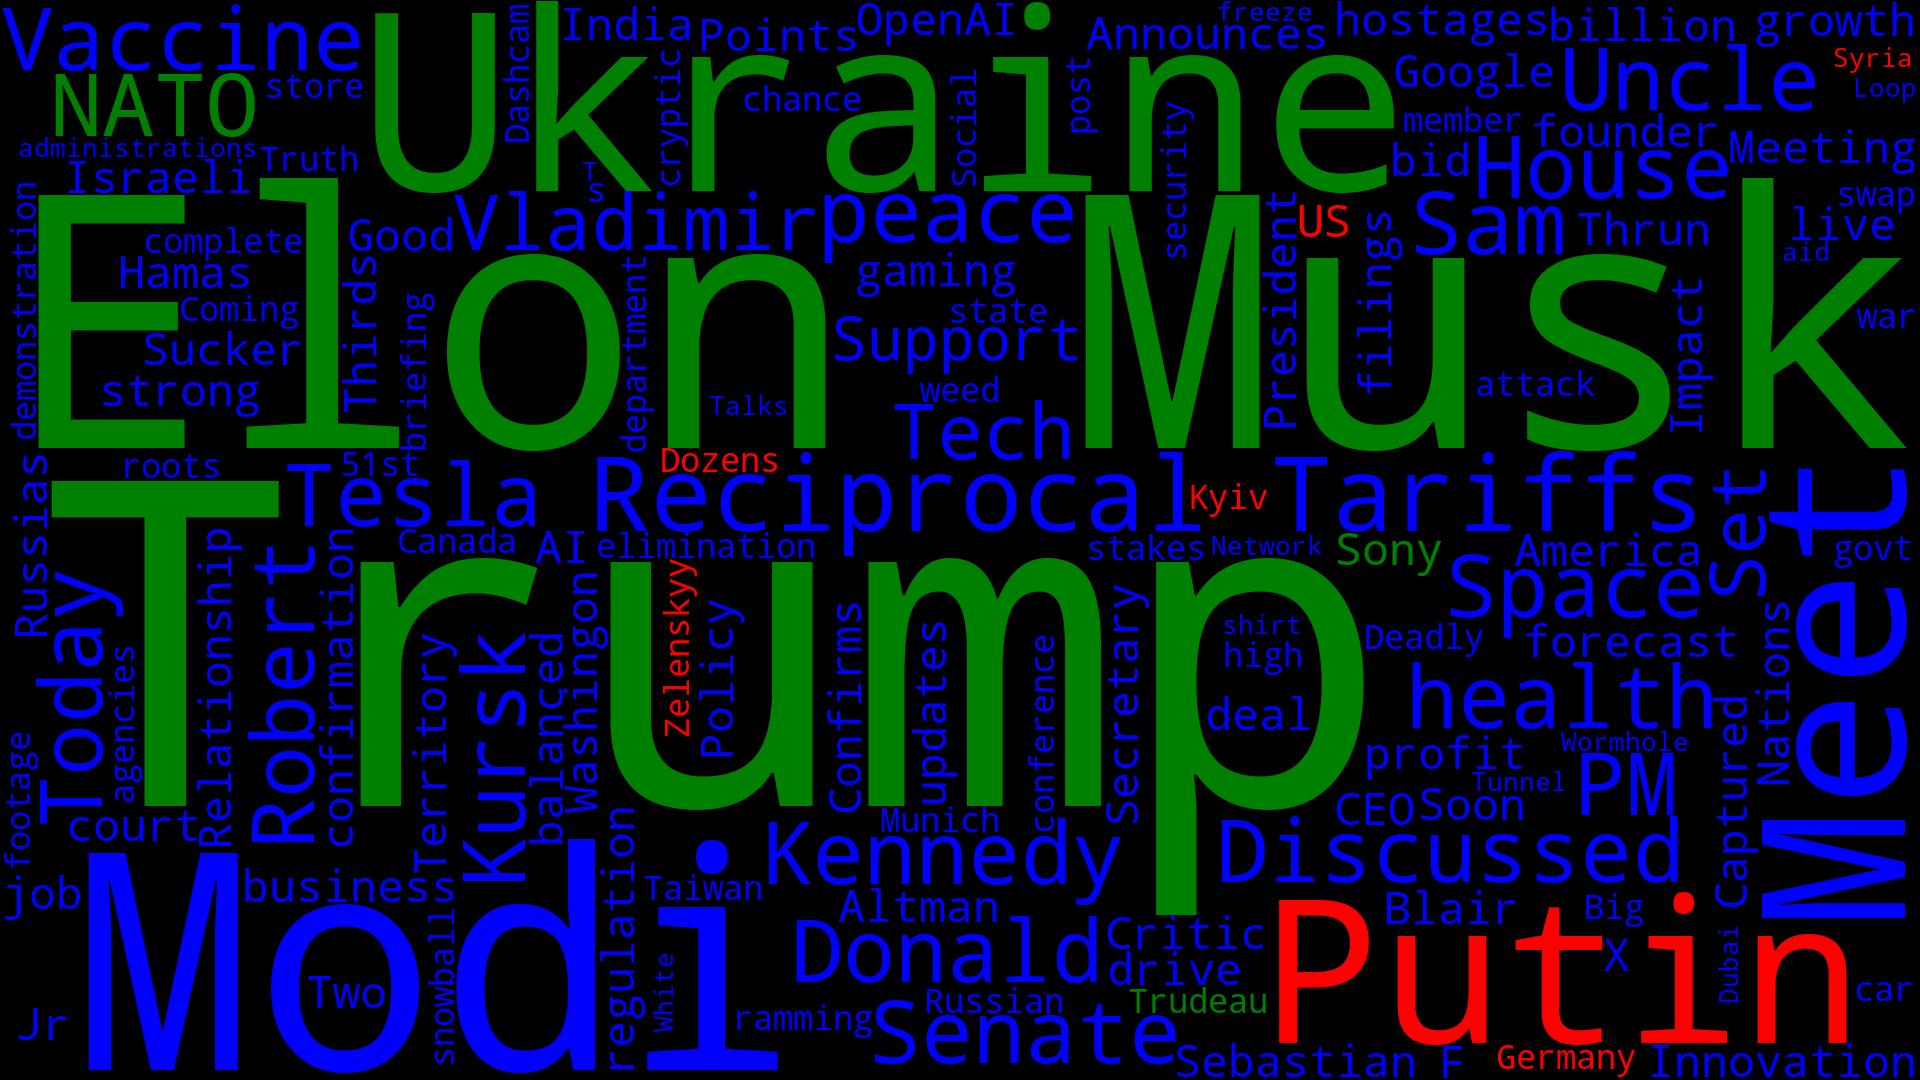 Vaccine
Ukraine
India
Points
OpenAI
Announces
freeze
hostages
billion
growth
NATO
store
Dashcam
cryptic
chance
Social
post
security
Google
Uncle
Syria
Loop
administrations
Truth
T
s
member
founder
bid
House
Meeting
Israeli
swap
demonstration
Elon Musk
complete
Good
Vladimir
peace
President
US
filings
Sam
Thrun
live
aid
Hamas
Coming
Thirds
briefing
department
gaming
state
Support
Impact
war
Sucker
strong
Talks
weed
attack
Tech
roots
51st
Dozens
Russias
Tesla
Reciprocal
Kyiv
Tariffs
Set
Meet
Trump
Canada
AI
elimination
stakes
Network
Sony
America
govt
Today
agencies
Relationship
Robert
confirmation
Territory
Kursk
balanced
Washington
Zelenskyy
Policy
Confirms
updates
conference
Secretary
shirt
high
deal
Deadly
Space
forecast
Nations
health
Captured
footage
profit
Wormhole
Tunnel
PM
court
CEO
Soon
Munich
Kennedy
Discussed
job
Modi
business
Two
snowballs
regulation
Taiwan
White
Altman
Donald
Critic
drive
Putin
Blair
Big
X
Dubai
car
Jr
ramming
Russian
Senate
Trudeau
Sebastian F
Germany
Innovation